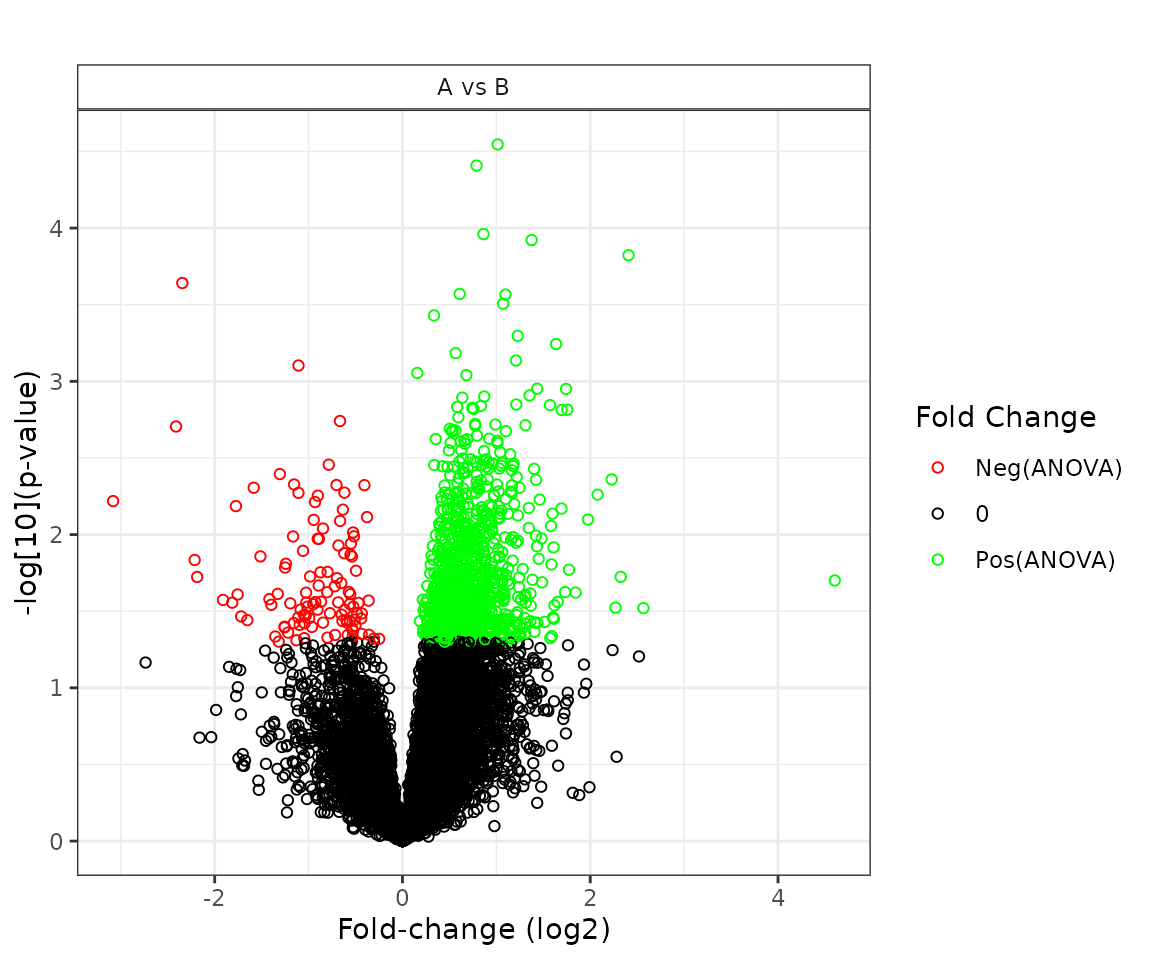 A vs B
-log[10](p-value)
4
3
2
1
0
-2
0
2
4
Fold-change (log2)
Fold Change
Neg(ANOVA)
0
Pos(ANOVA)